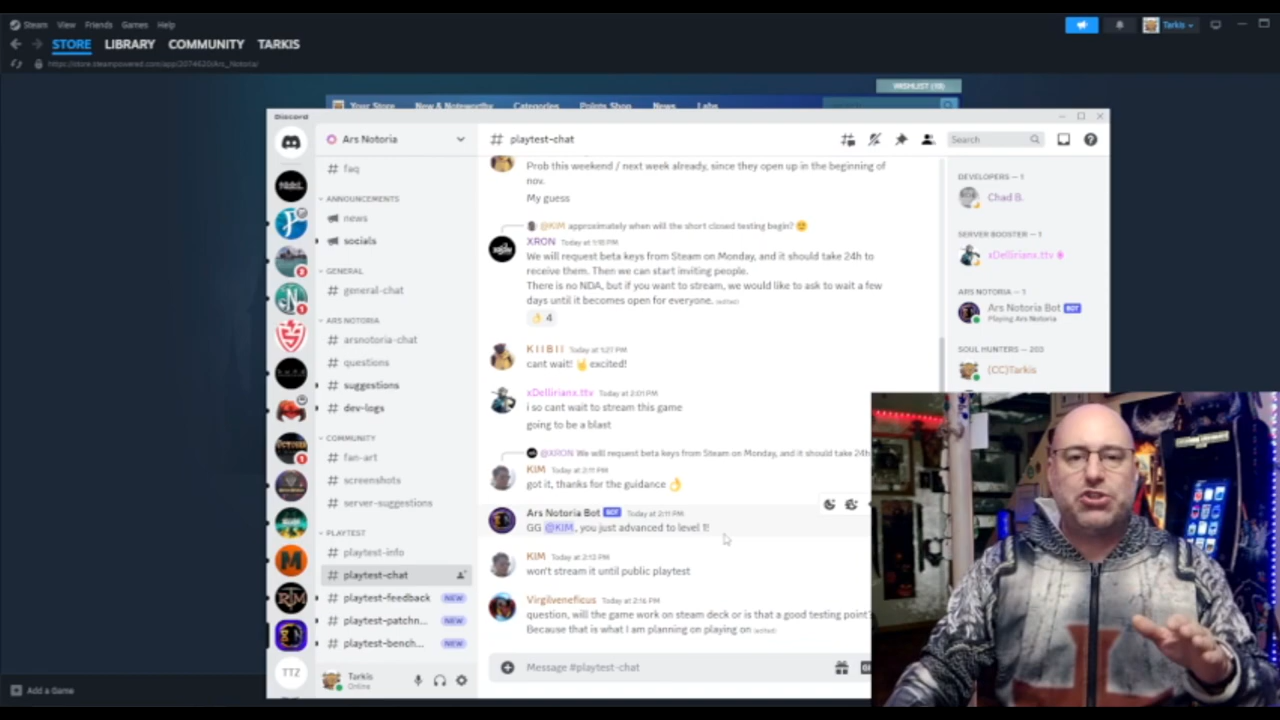 Steam View Friends Games Help
Tarkis
STORE LIBRARY COMMUNITY TARKIS
https://store.steampowered.com/app/2074620/Ars_Notoria/
WISHLIST (10)
Your Store New & Noteworthy Categories Points Shop News Labs
Discord
Ars Notoria
# playtest-chat
Search
# faq
ANNOUNCEMENTS
news
socials
GENERAL
# general-chat
ARS NOTORIA
# arsnotoria-chat
# questions
# suggestions
# dev-logs
COMMUNITY
# fan-art
# screenshots
# server-suggestions
PLAYTEST
# playtest-info
# playtest-chat
# playtest-feedback NEW
# playtest-patchn... NEW
# playtest-bench... NEW
TTZ
Tarkis
Online
Prob this weekend / next week already, since they open up in the beginning of
nov.
My guess
@KIM approximately when will the short closed testing begin? 🙂
XRON Today at 1:18 PM
We will request beta keys from Steam on Monday, and it should take 24h to
receive them. Then we can start inviting people.
There is no NDA, but if you want to stream, we would like to ask to wait a few
days until it becomes open for everyone. (edited)
👌 4
KIIBII Today at 1:27 PM
cant wait! 🤘 excited!
xDellirianx.ttv Today at 2:01 PM
i so cant wait to stream this game
going to be a blast
@XRON We will request beta keys from Steam on Monday, and it should take 24h
KIM Today at 2:11 PM
got it, thanks for the guidance 👌
Ars Notoria Bot BOT Today at 2:11 PM
GG @KIM, you just advanced to level 1!
KIM Today at 2:13 PM
won't stream it until public playtest
Virgilveneficus Today at 2:16 PM
question, will the game work on steam deck or is that a good testing point?
Because that is what I am planning on playing on (edited)
Message #playtest-chat
DEVELOPERS — 1
Chad B.
SERVER BOOSTER — 1
xDellirianx.ttv
ARS NOTORIA — 1
Ars Notoria Bot BOT
Playing Ars Notoria
SOUL HUNTERS — 203
(CC)Tarkis
Add a Game